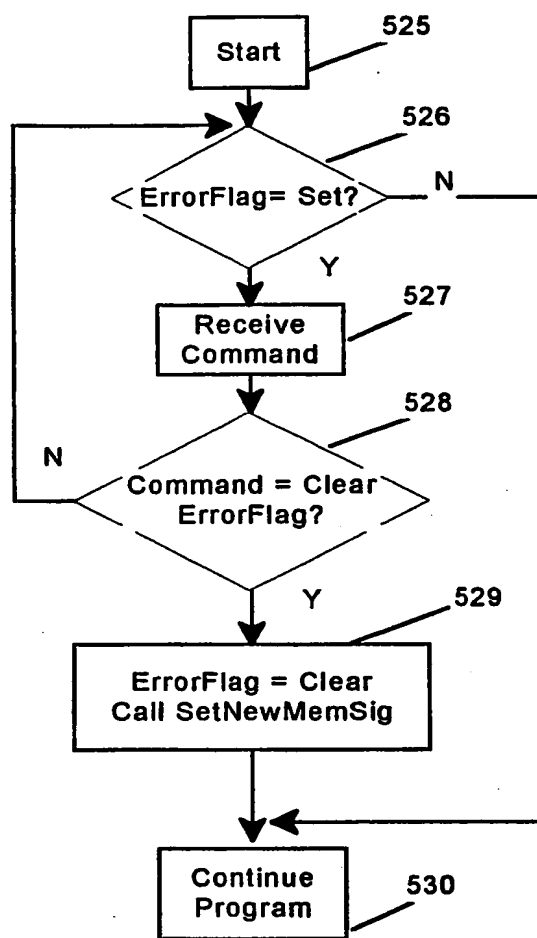 525
Start
526
ErrorFlag= Set?
N
Y
527
Receive
Command
528
N
Command = Clear
ErrorFlag?
Y
529
ErrorFlag = Clear
Call SetNewMemSig
Continue
Program
530